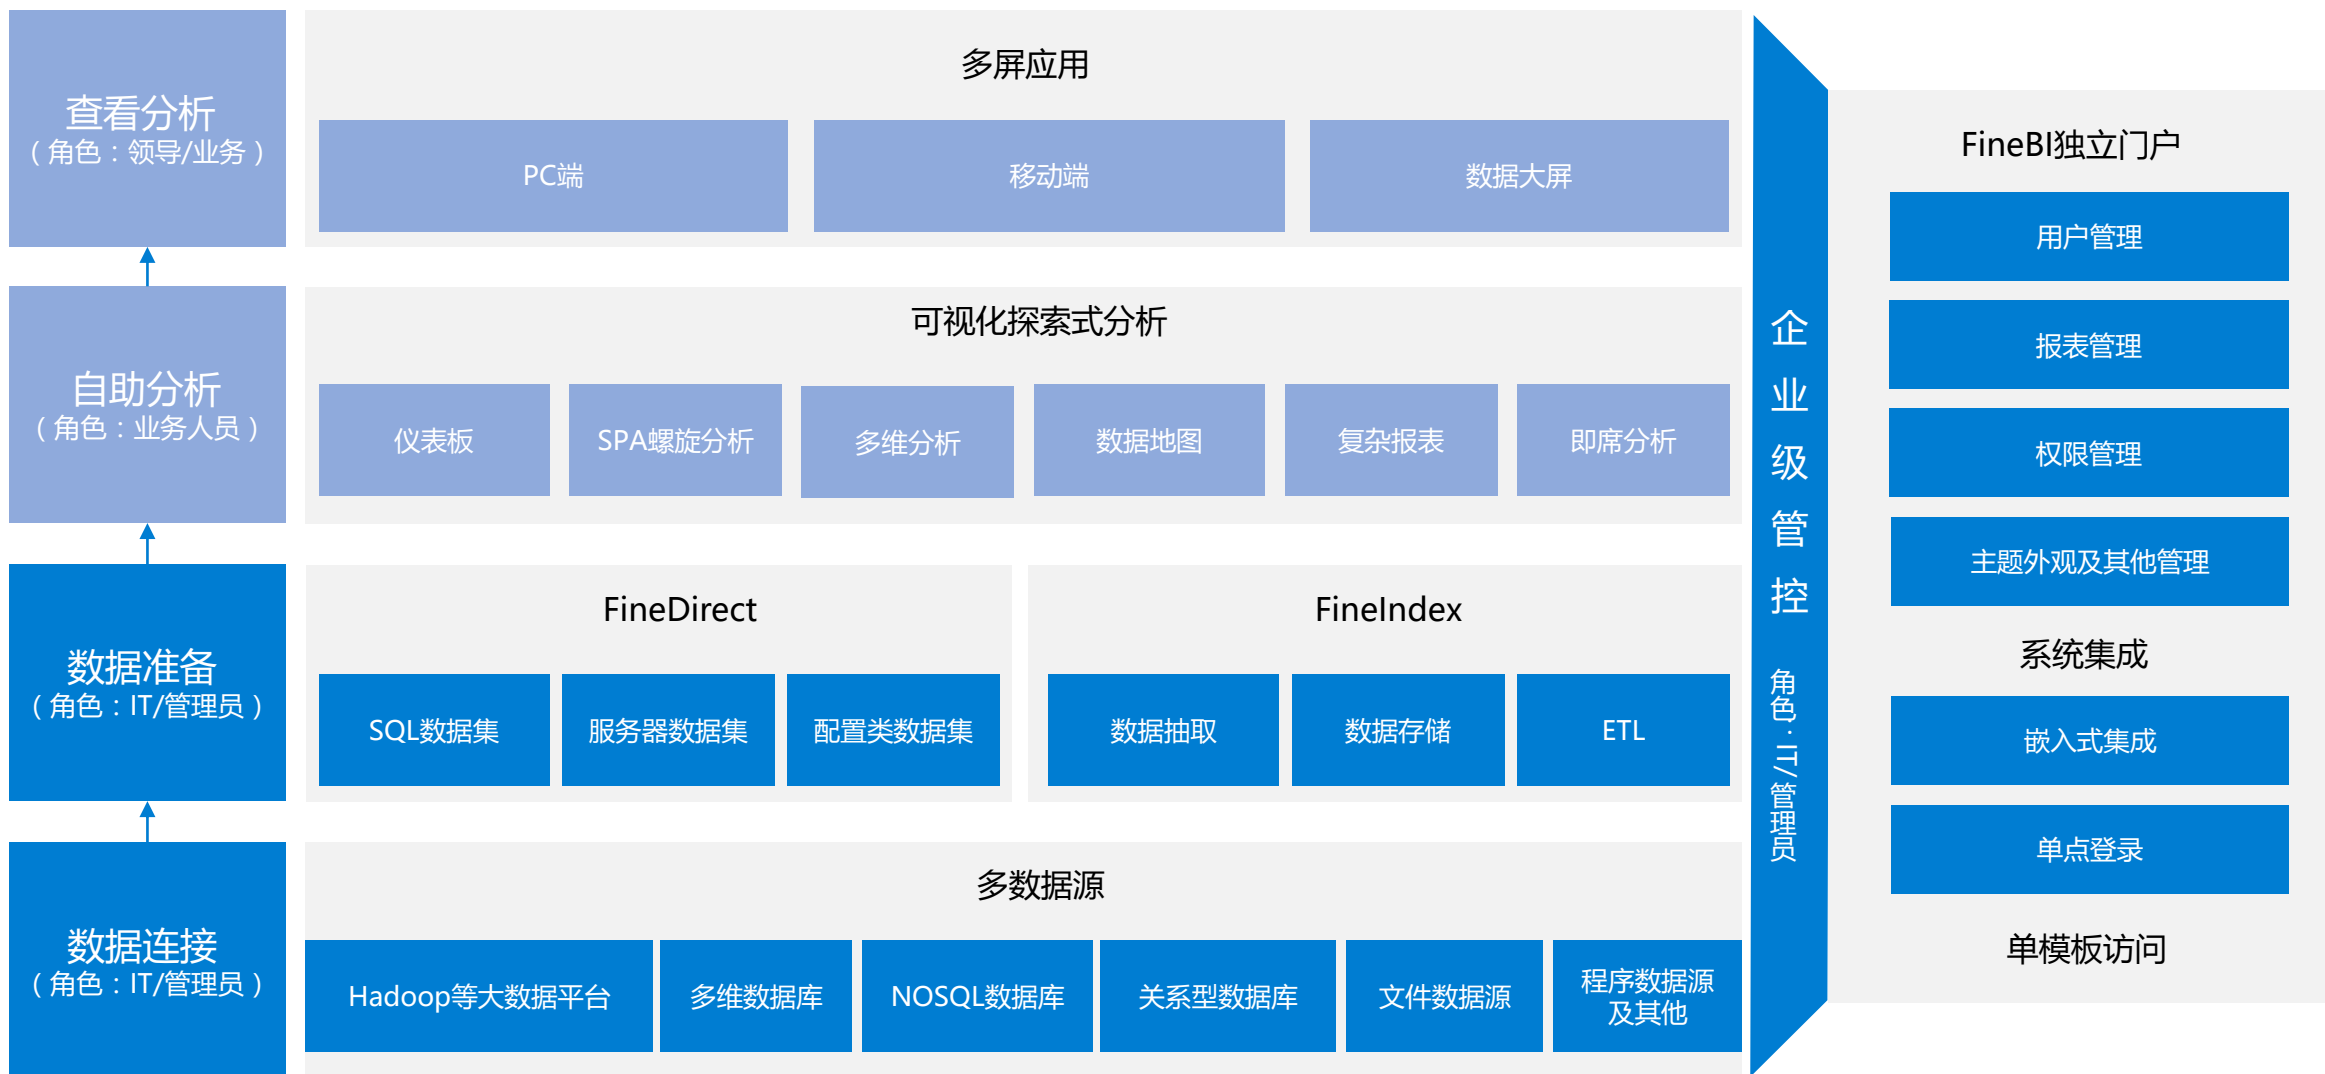 查看分析
（角色：领导/业务）
多屏应用
PC端
移动端
数据大屏
自助分析
（角色：业务人员）
可视化探索式分析
仪表板
SPA螺旋分析
多维分析
数据地图
复杂报表
即席分析
数据准备
（角色：IT/管理员）
FineDirect
SQL数据集
服务器数据集
配置类数据集
FineIndex
数据抽取
数据存储
ETL
数据连接
（角色：IT/管理员）
多数据源
Hadoop等大数据平台
多维数据库
NOSQL数据库
关系型数据库
文件数据源
程序数据源
及其他
企业级管控
角色：IT/管理员
FineBI独立门户
用户管理
报表管理
权限管理
主题外观及其他管理
系统集成
嵌入式集成
单点登录
单模板访问